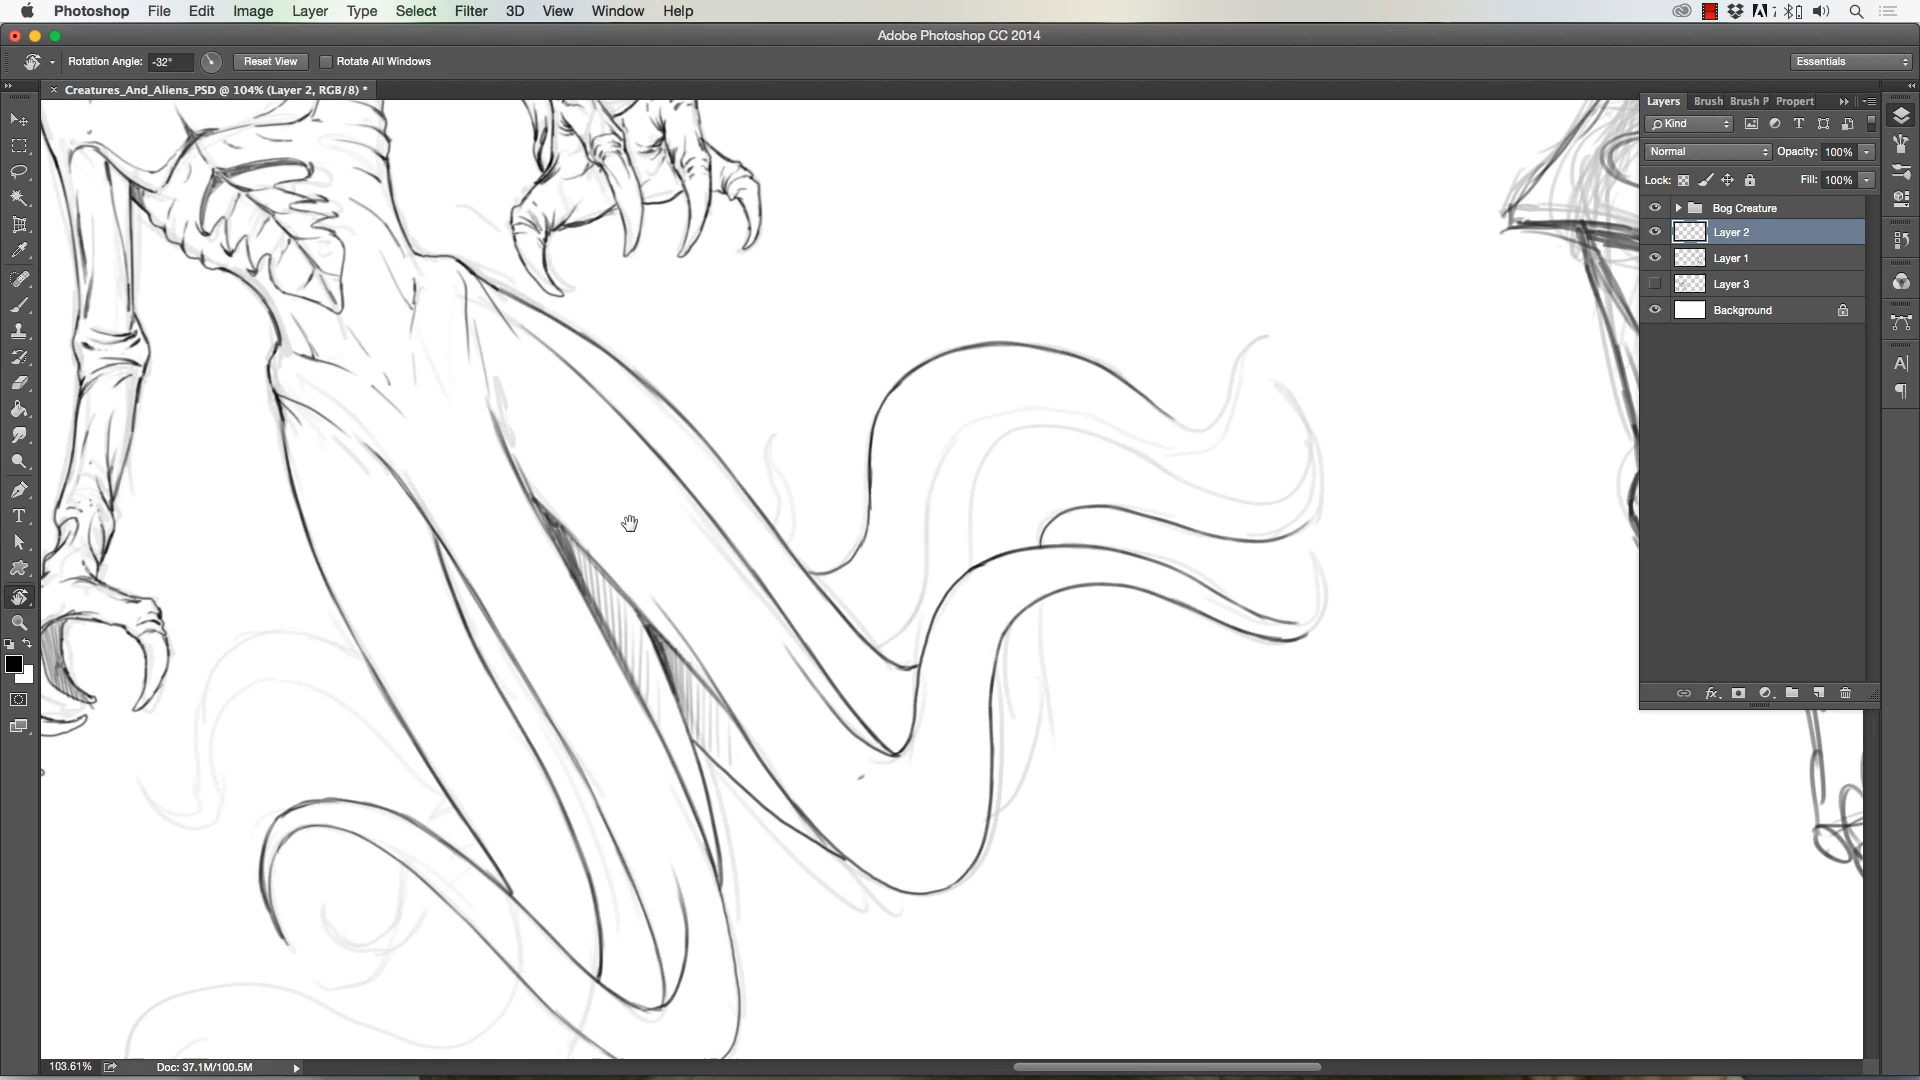 Photoshop File Edit Image Layer Type Select Filter 3D View Window Help
Adobe Photoshop CC 2014
Rotation Angle: -32° Reset View Rotate All Windows Essentials
× Creatures_And_Aliens_PSD @ 104% (Layer 2, RGB/8) *
Layers Brush Brush P Propert
Kind T
Normal Opacity: 100%
Lock: Fill: 100%
Bog Creature
Layer 2
Layer 1
Layer 3
Background
fx
T
A
103.61% Doc: 37.1M/100.5M